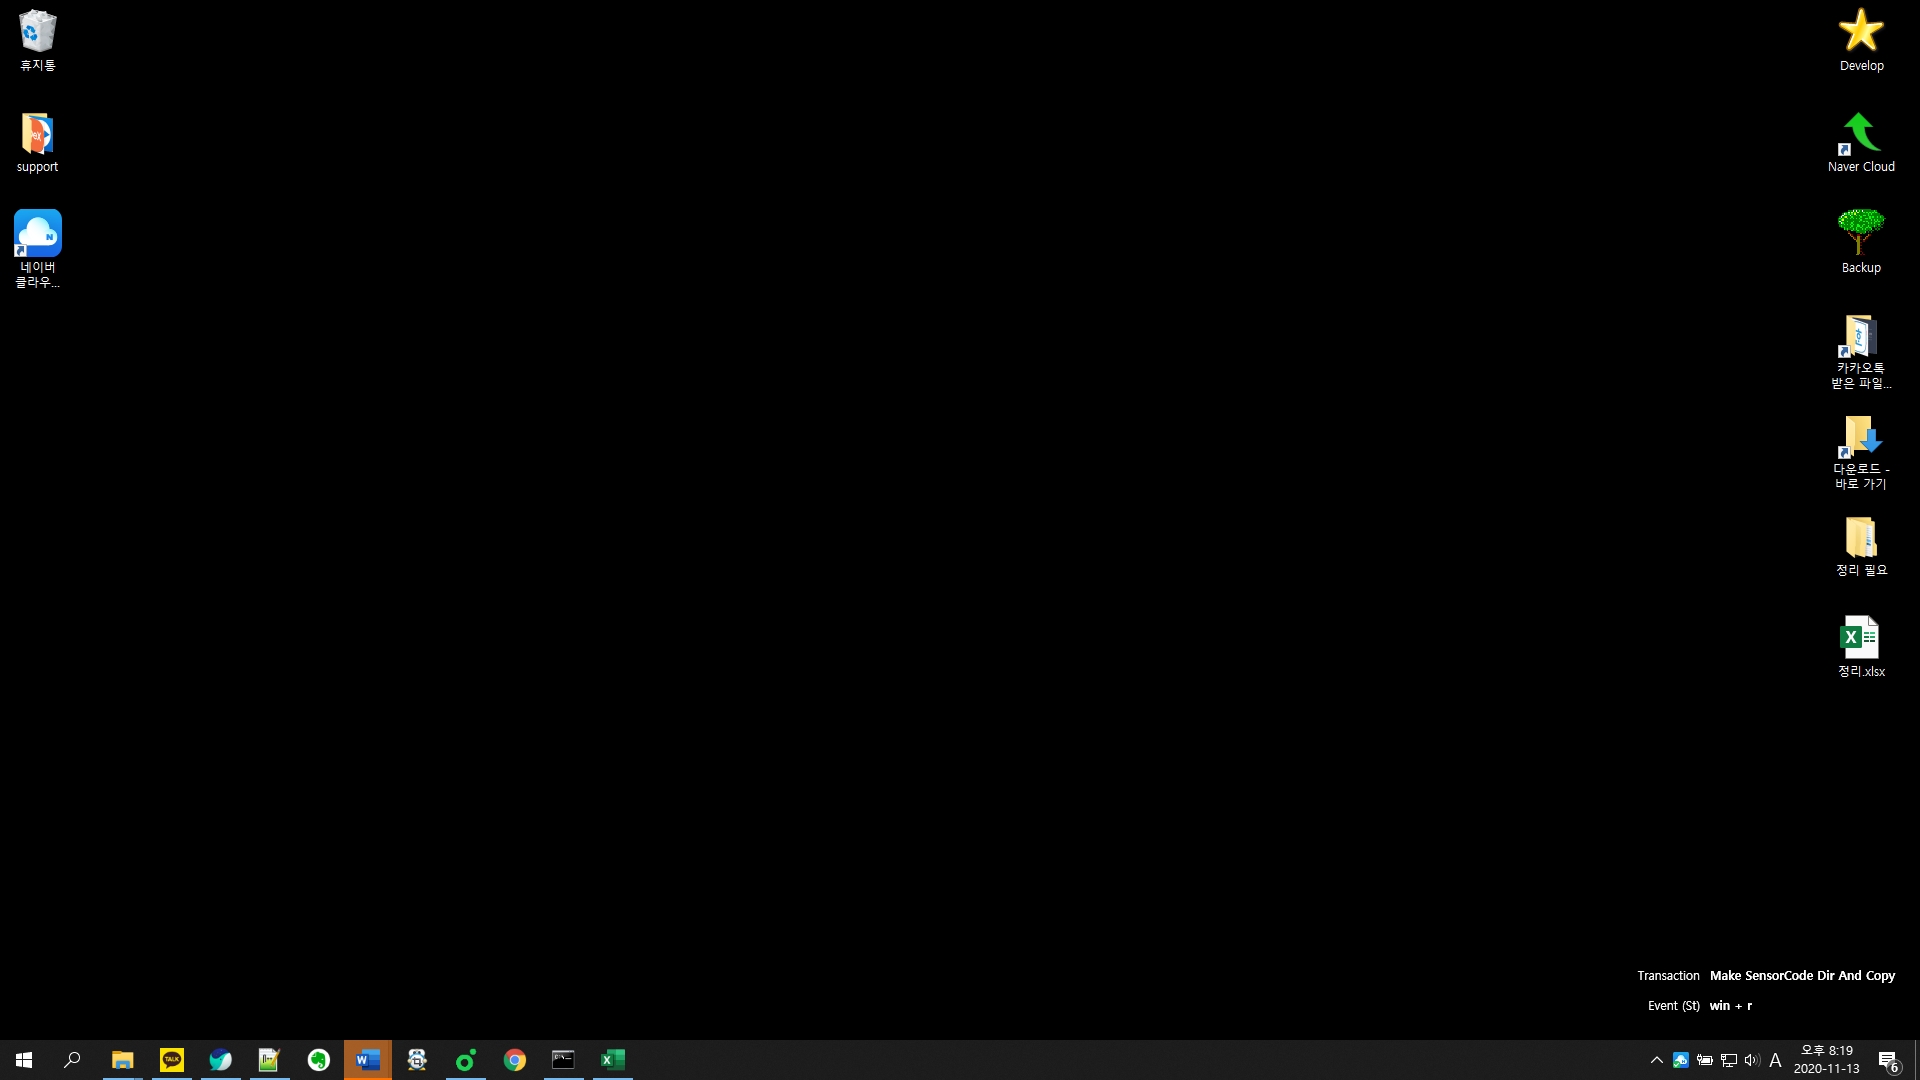 휴지통
support
네이버
클라우...
Develop
Naver Cloud
Backup
카카오톡
받은 파일...
다운로드 -
바로 가기
정리 필요
정리.xlsx
Transaction Make SensorCode Dir And Copy
Event (St) win + r
TALK
W
X
A
오후 8:19
2020-11-13
6